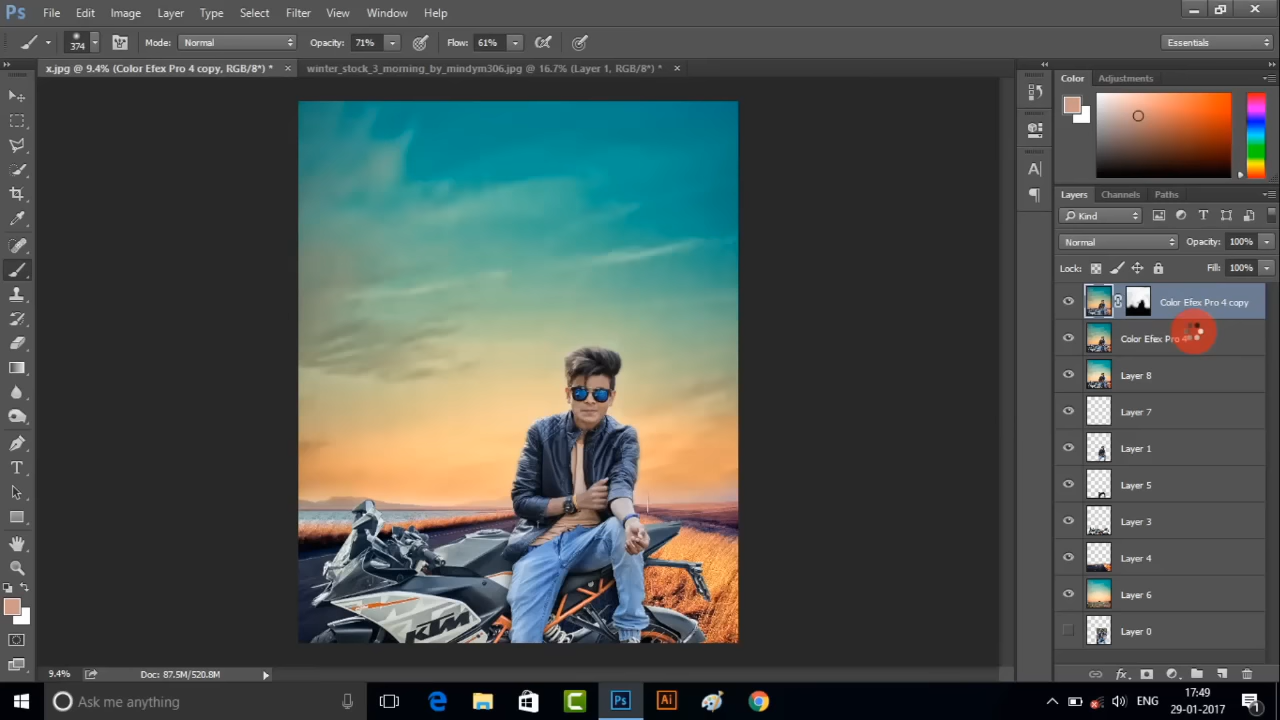 Ps File Edit Image Layer Type Select Filter View Window Help
374 Mode: Normal Opacity: 71% Flow: 61% Essentials
x.jpg @ 9.4% (Color Efex Pro 4 copy, RGB/8*) * × winter_stock_3_morning_by_mindym306.jpg @ 16.7% (Layer 1, RGB/8*) * ×
Color Adjustments
Layers Channels Paths
Kind
Normal Opacity: 100%
Lock: Fill: 100%
Color Efex Pro 4 copy
Color Efex Pro 4
Layer 8
Layer 7
Layer 1
Layer 5
Layer 3
Layer 4
Layer 6
Layer 0
KTM
9.4% Doc: 87.5M/520.8M
Ask me anything
Ps Ai
ENG
17:49
29-01-2017
1